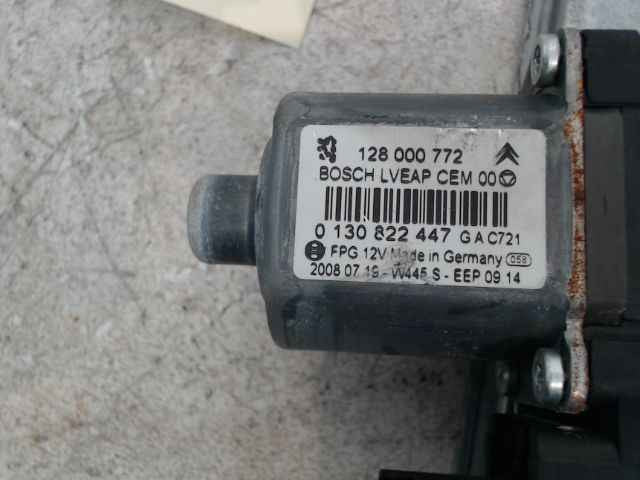 128 000 772
BOSCH LVEAP CEM 00
0 130 822 447 G A C721
FPG 12V Made in Germany 058
2008 07 19 - W445 S - EEP 09 14